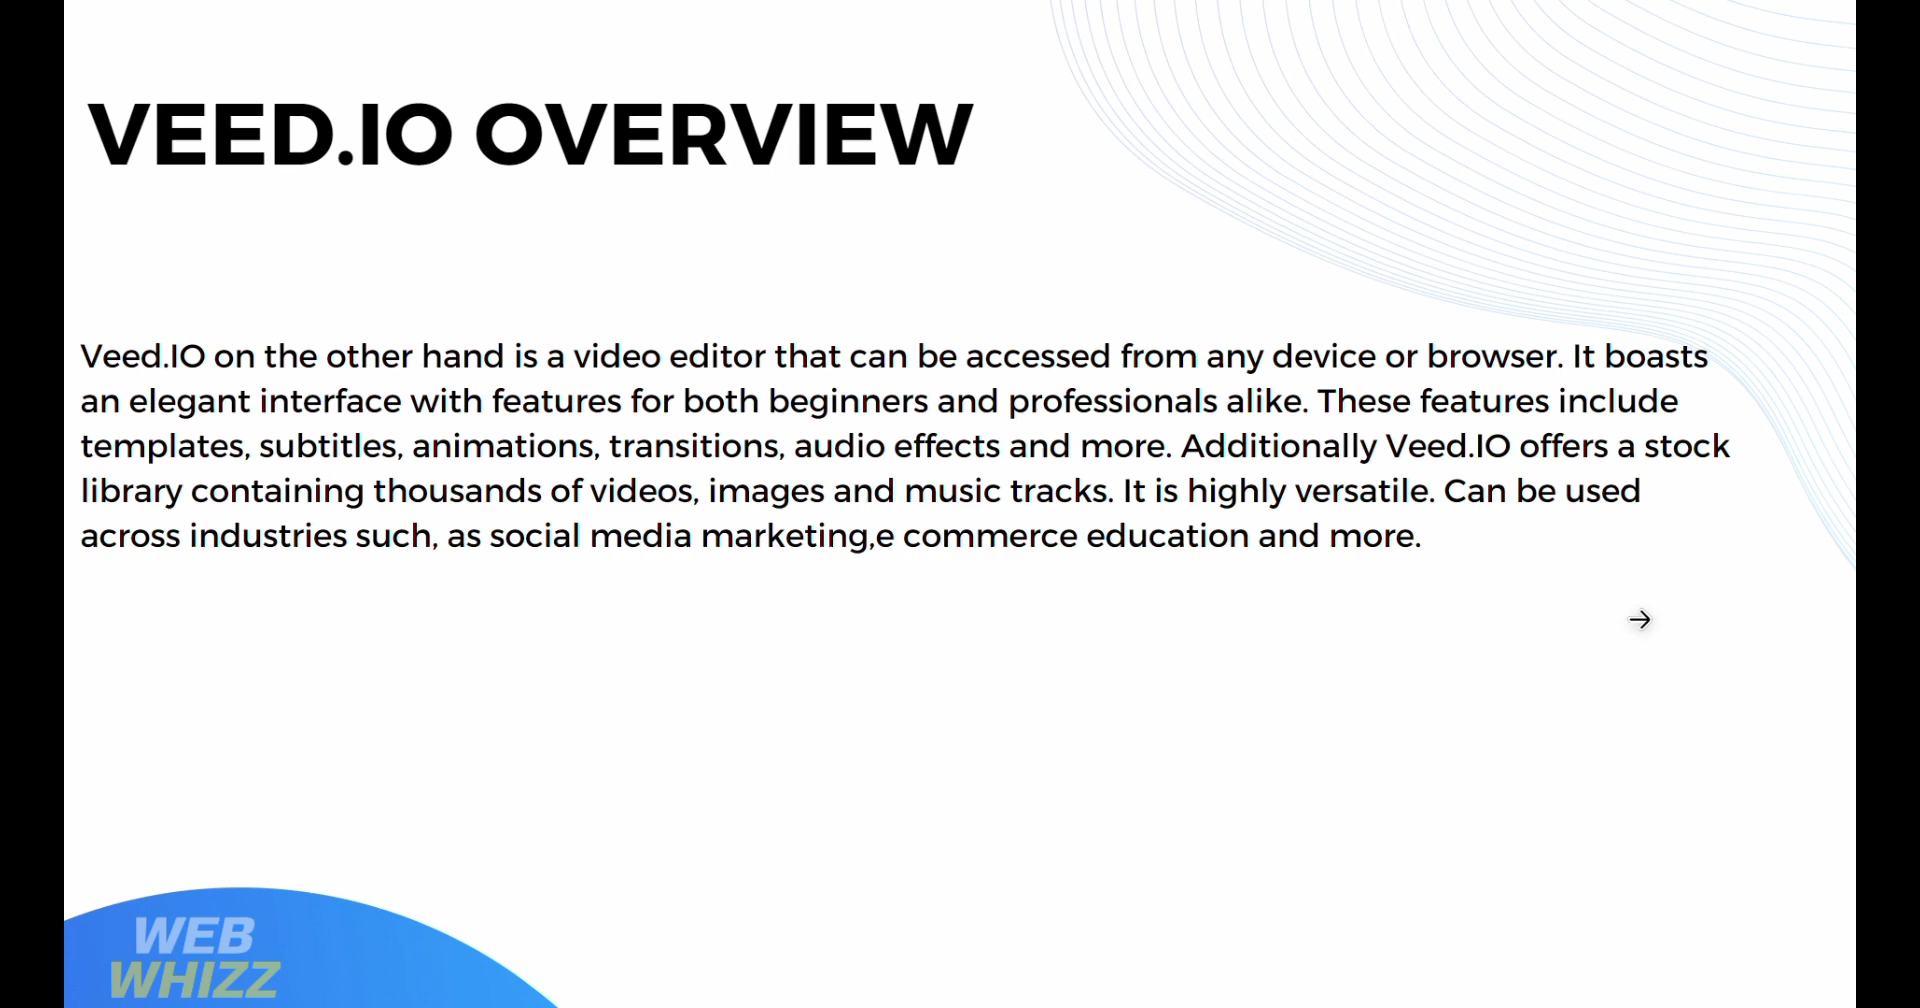 VEED.IO OVERVIEW
Veed.IO on the other hand is a video editor that can be accessed from any device or browser. It boasts
an elegant interface with features for both beginners and professionals alike. These features include
templates, subtitles, animations, transitions, audio effects and more. Additionally Veed.IO offers a stock
library containing thousands of videos, images and music tracks. It is highly versatile. Can be used
across industries such, as social media marketing,e commerce education and more.
WEB
WHIZZ